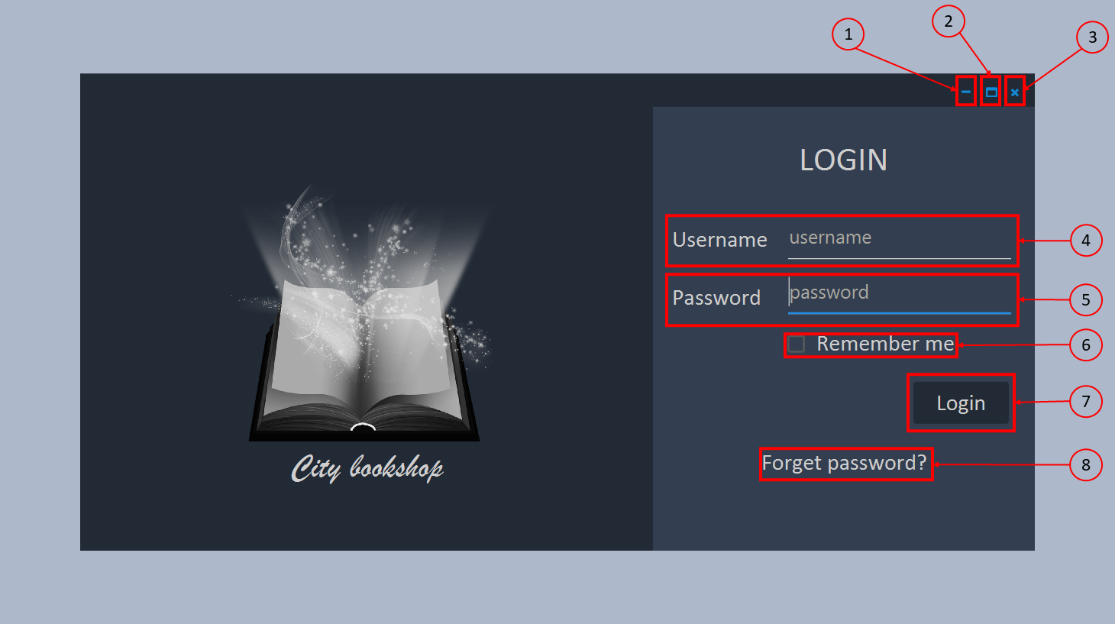 1
2
3
LOGIN
Username username
4
Password password
5
Remember me
6
Login
7
Forget password?
8
City bookshop